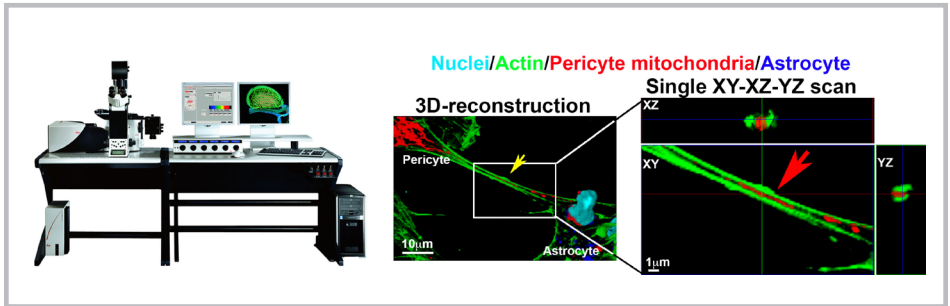 Nuclei/Actin/Pericyte mitochondria/Astrocyte
3D-reconstruction
Single XY-XZ-YZ scan
Pericyte
10μm
Astrocyte
XZ
XY
YZ
1μm